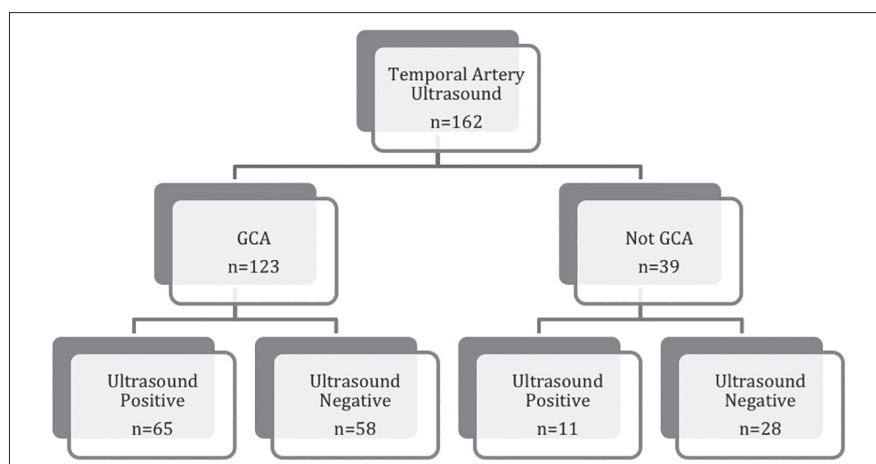 Temporal Artery
Ultrasound
n=162
GCA
n=123
Not GCA
n=39
Ultrasound
Positive
n=65
Ultrasound
Negative
n=58
Ultrasound
Positive
n=11
Ultrasound
Negative
n=28